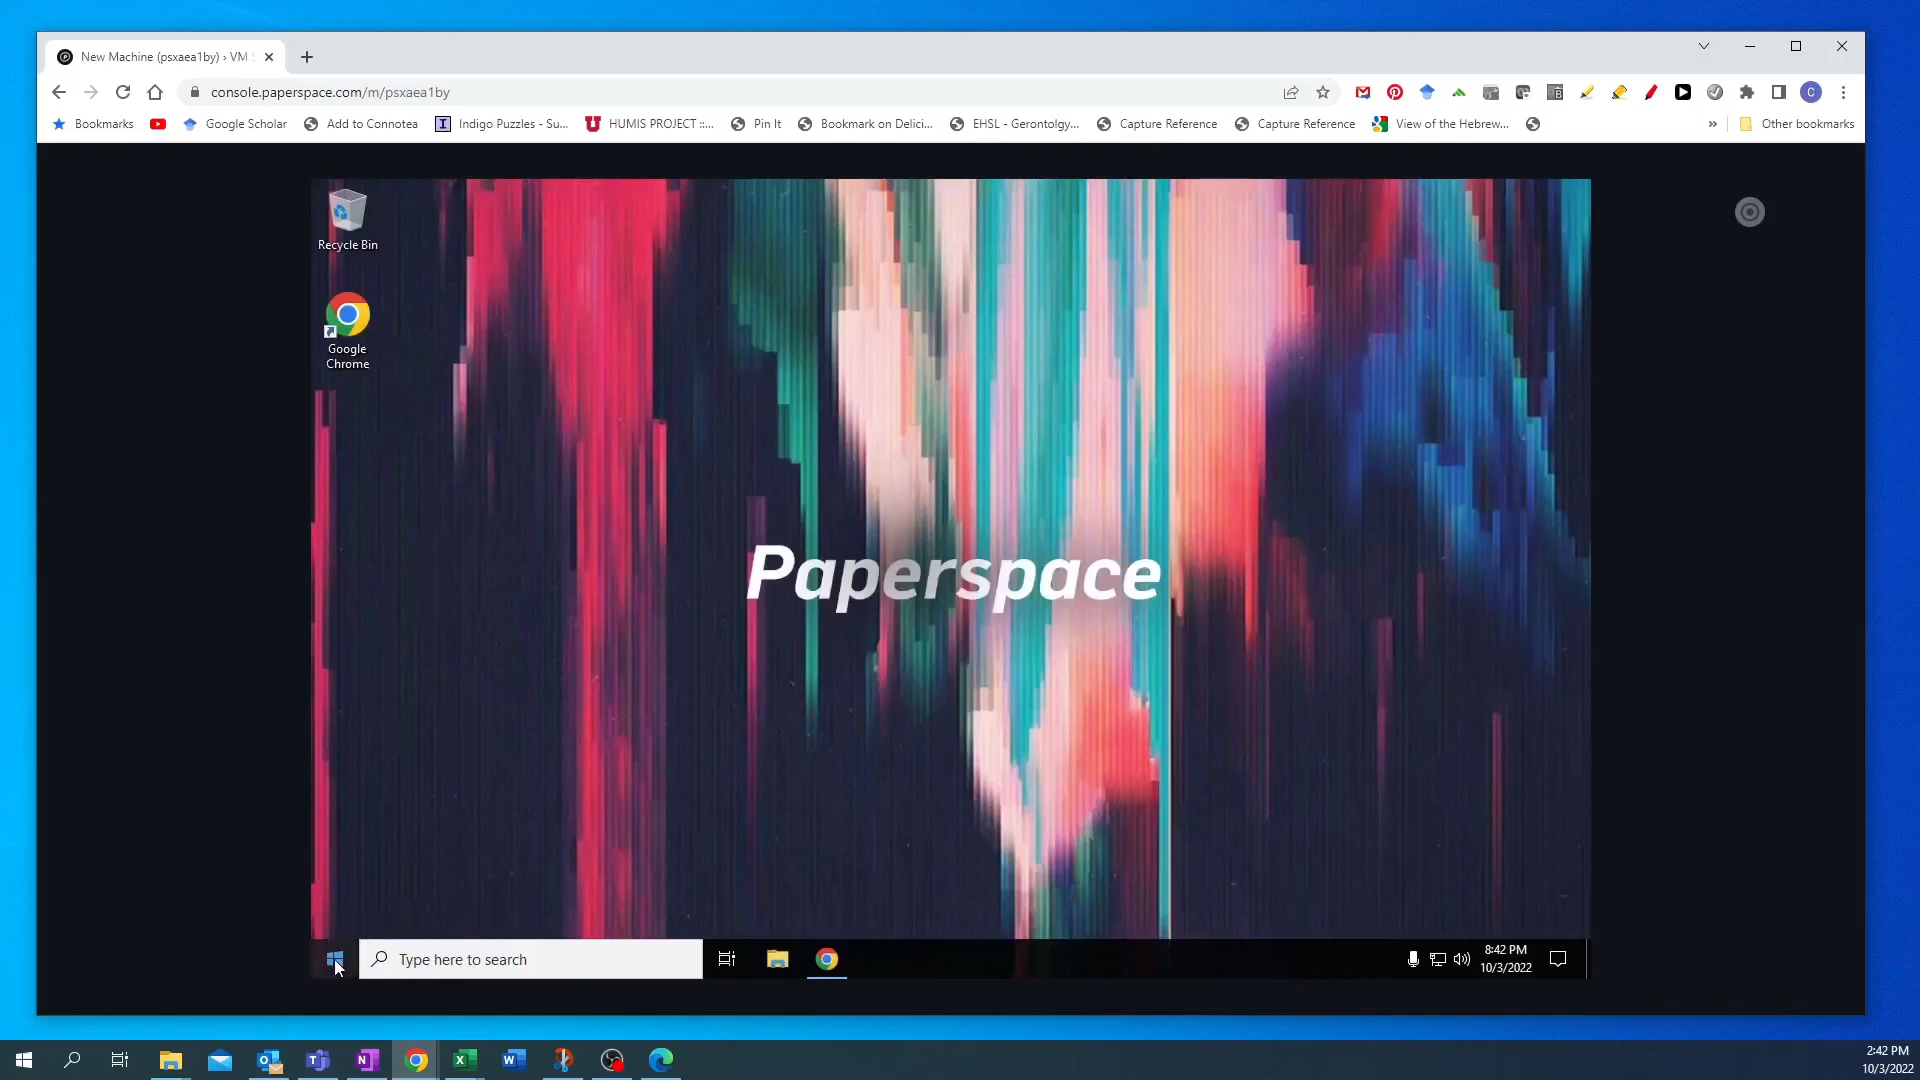 New Machine (psxaea1by) › VM
console.paperspace.com/m/psxaea1by
Bookmarks
Google Scholar
Add to Connotea
Indigo Puzzles - Su...
HUMIS PROJECT ::...
Pin It
Bookmark on Delici...
EHSL - Gerontolgy...
Capture Reference
Capture Reference
View of the Hebrew...
»
Other bookmarks
Recycle Bin
Google
Chrome
Paperspace
Type here to search
8:42 PM
10/3/2022
2:42 PM
10/3/2022